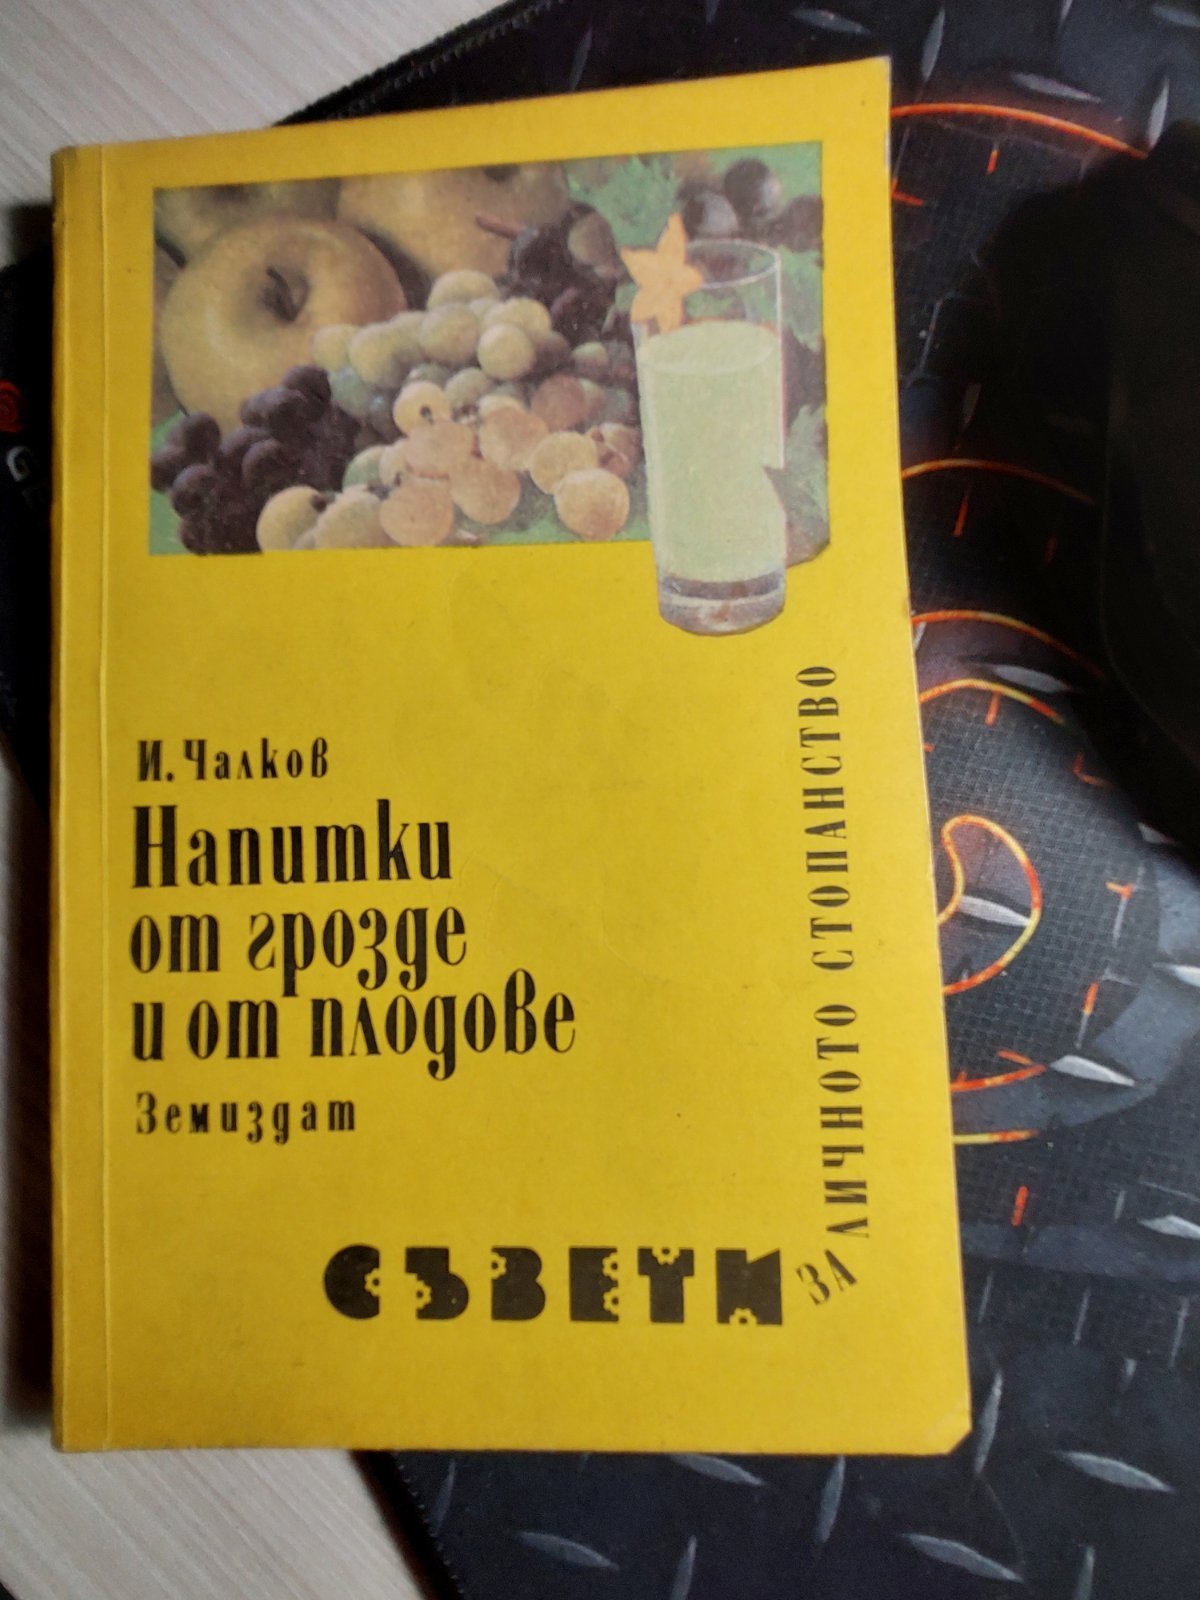 И. Чалков
Напитки
от грозде
и от плодове
Земиздат
СЪВЕТИ
ЗА
ЛИЧНОТО СТОПАНСТВО